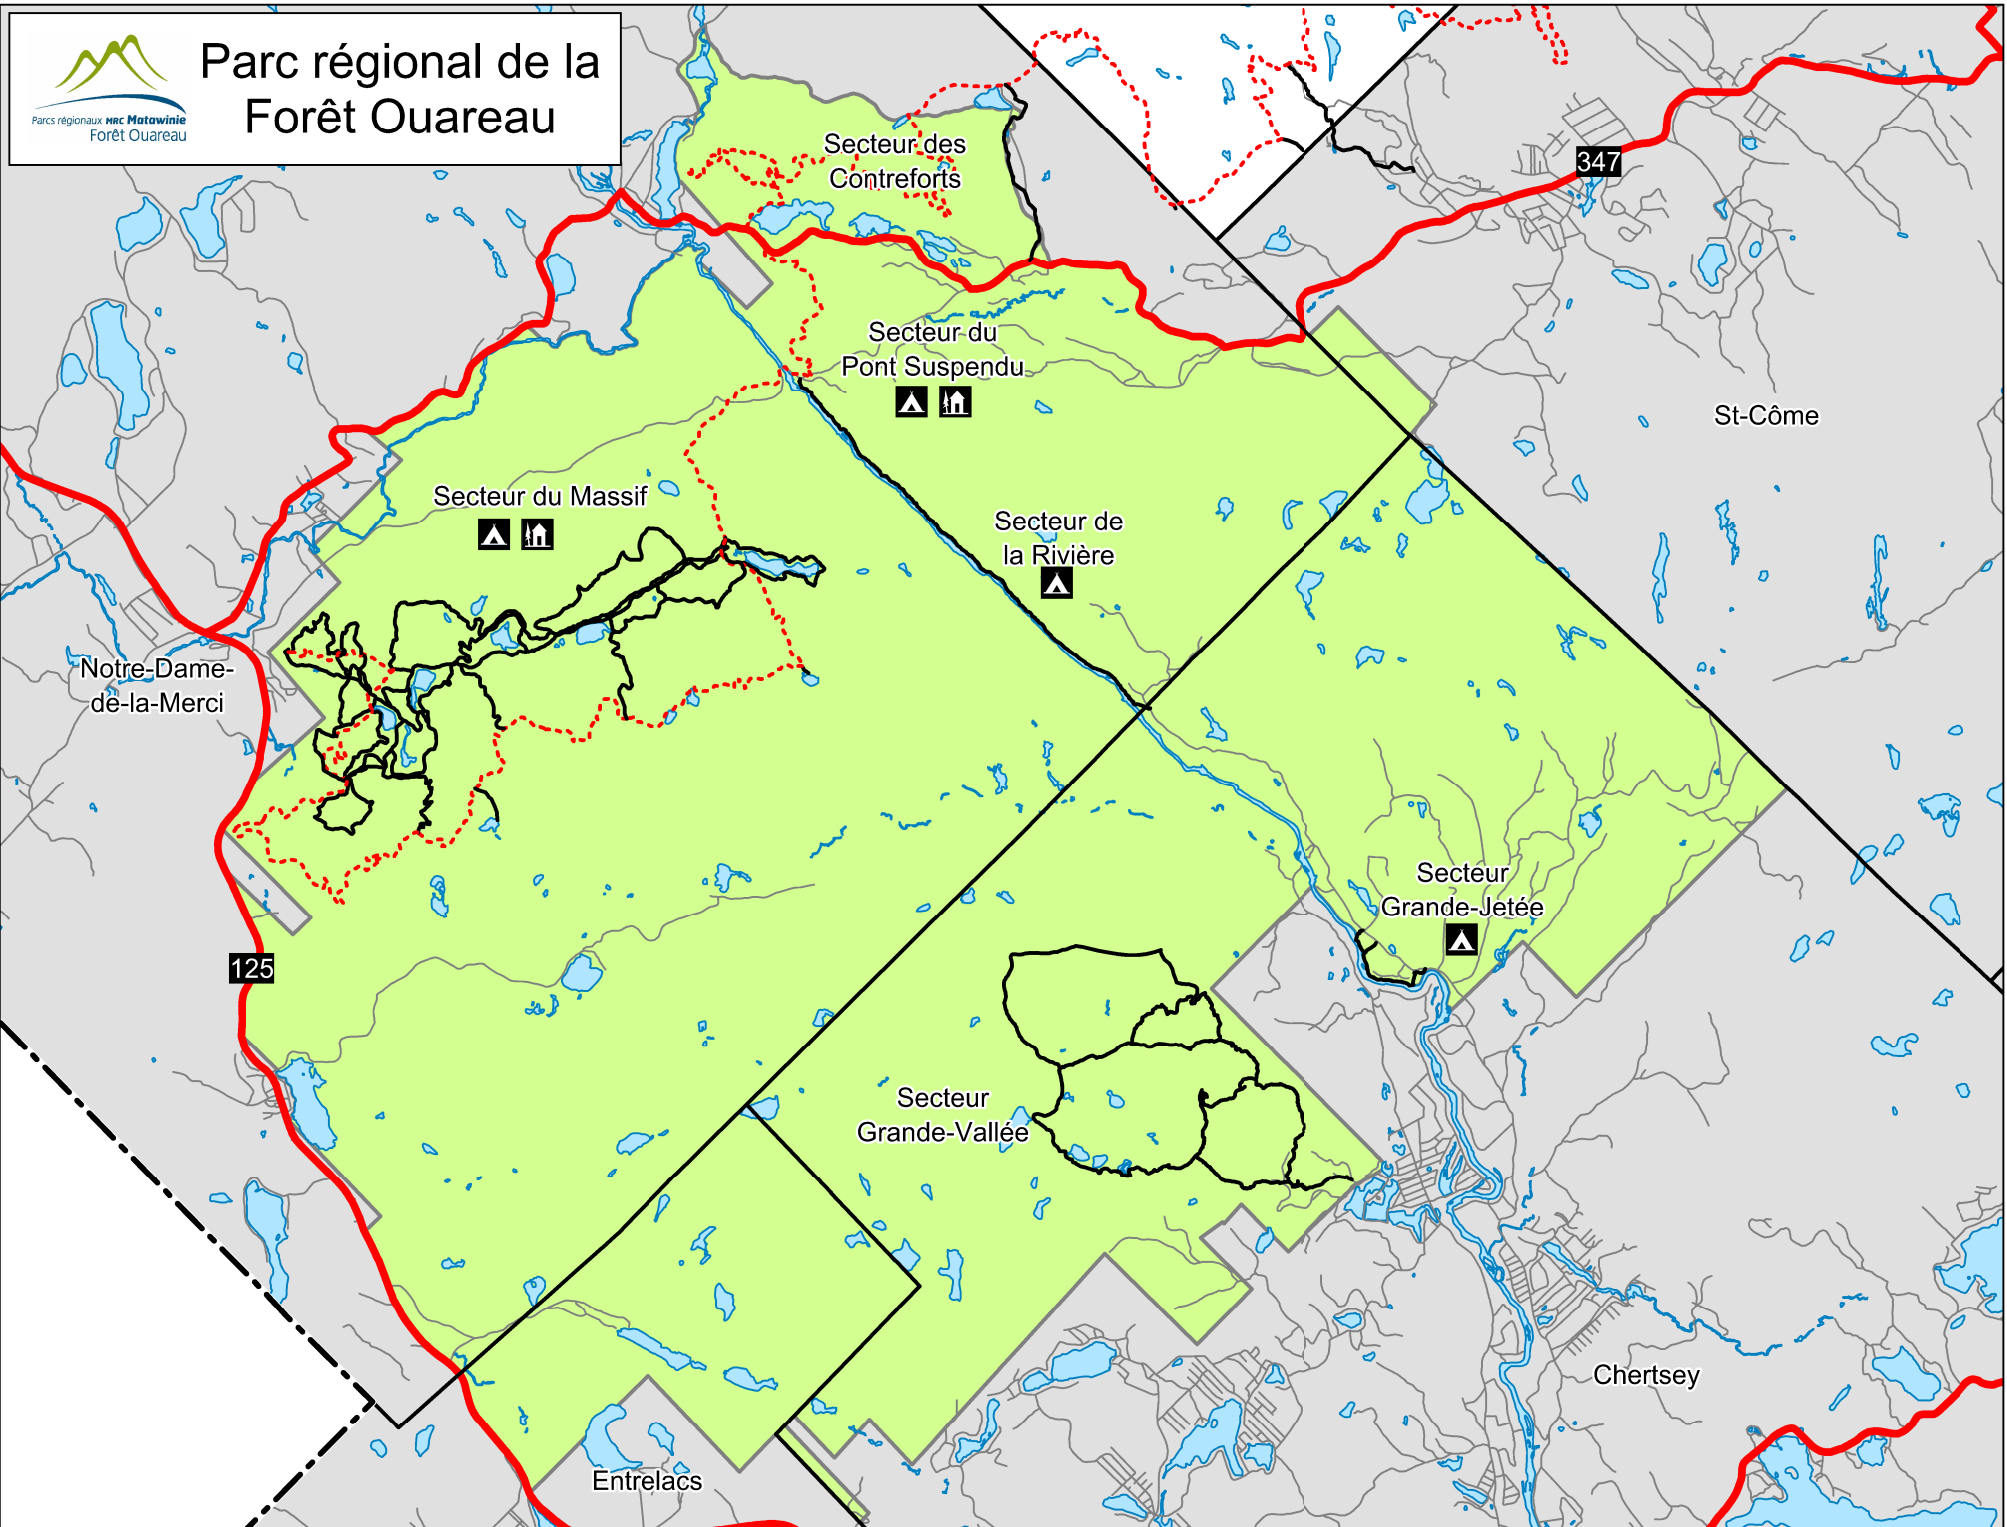 Parc régional de la
Forêt Ouareau
Parcs régionaux MRC Matawinie
Forêt Ouareau
Secteur des
Contreforts
347
Secteur du
Pont Suspendu
St-Côme
Secteur du Massif
Secteur de
la Rivière
Notre-Dame-
de-la-Merci
Secteur
Grande-Jetée
125
Secteur
Grande-Vallée
Chertsey
Entrelacs